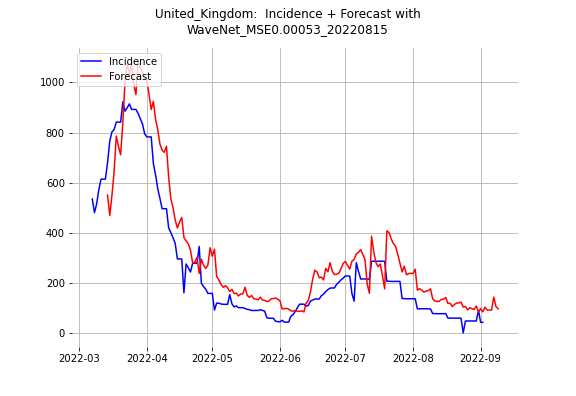 United_Kingdom:  Incidence + Forecast with
WaveNet_MSE0.00053_20220815
Incidence
Forecast
1000
800
600
400
200
0
2022-03 2022-04 2022-05 2022-06 2022-07 2022-08 2022-09